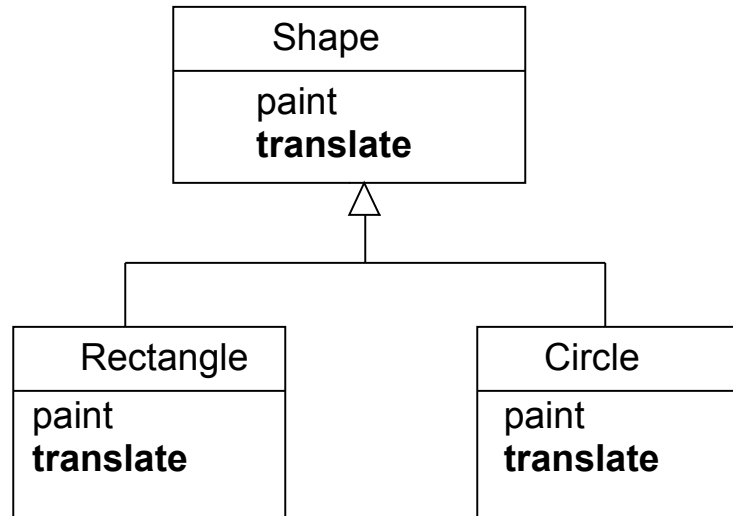 Shape
paint
translate
Rectangle
paint
translate
Circle
paint
translate